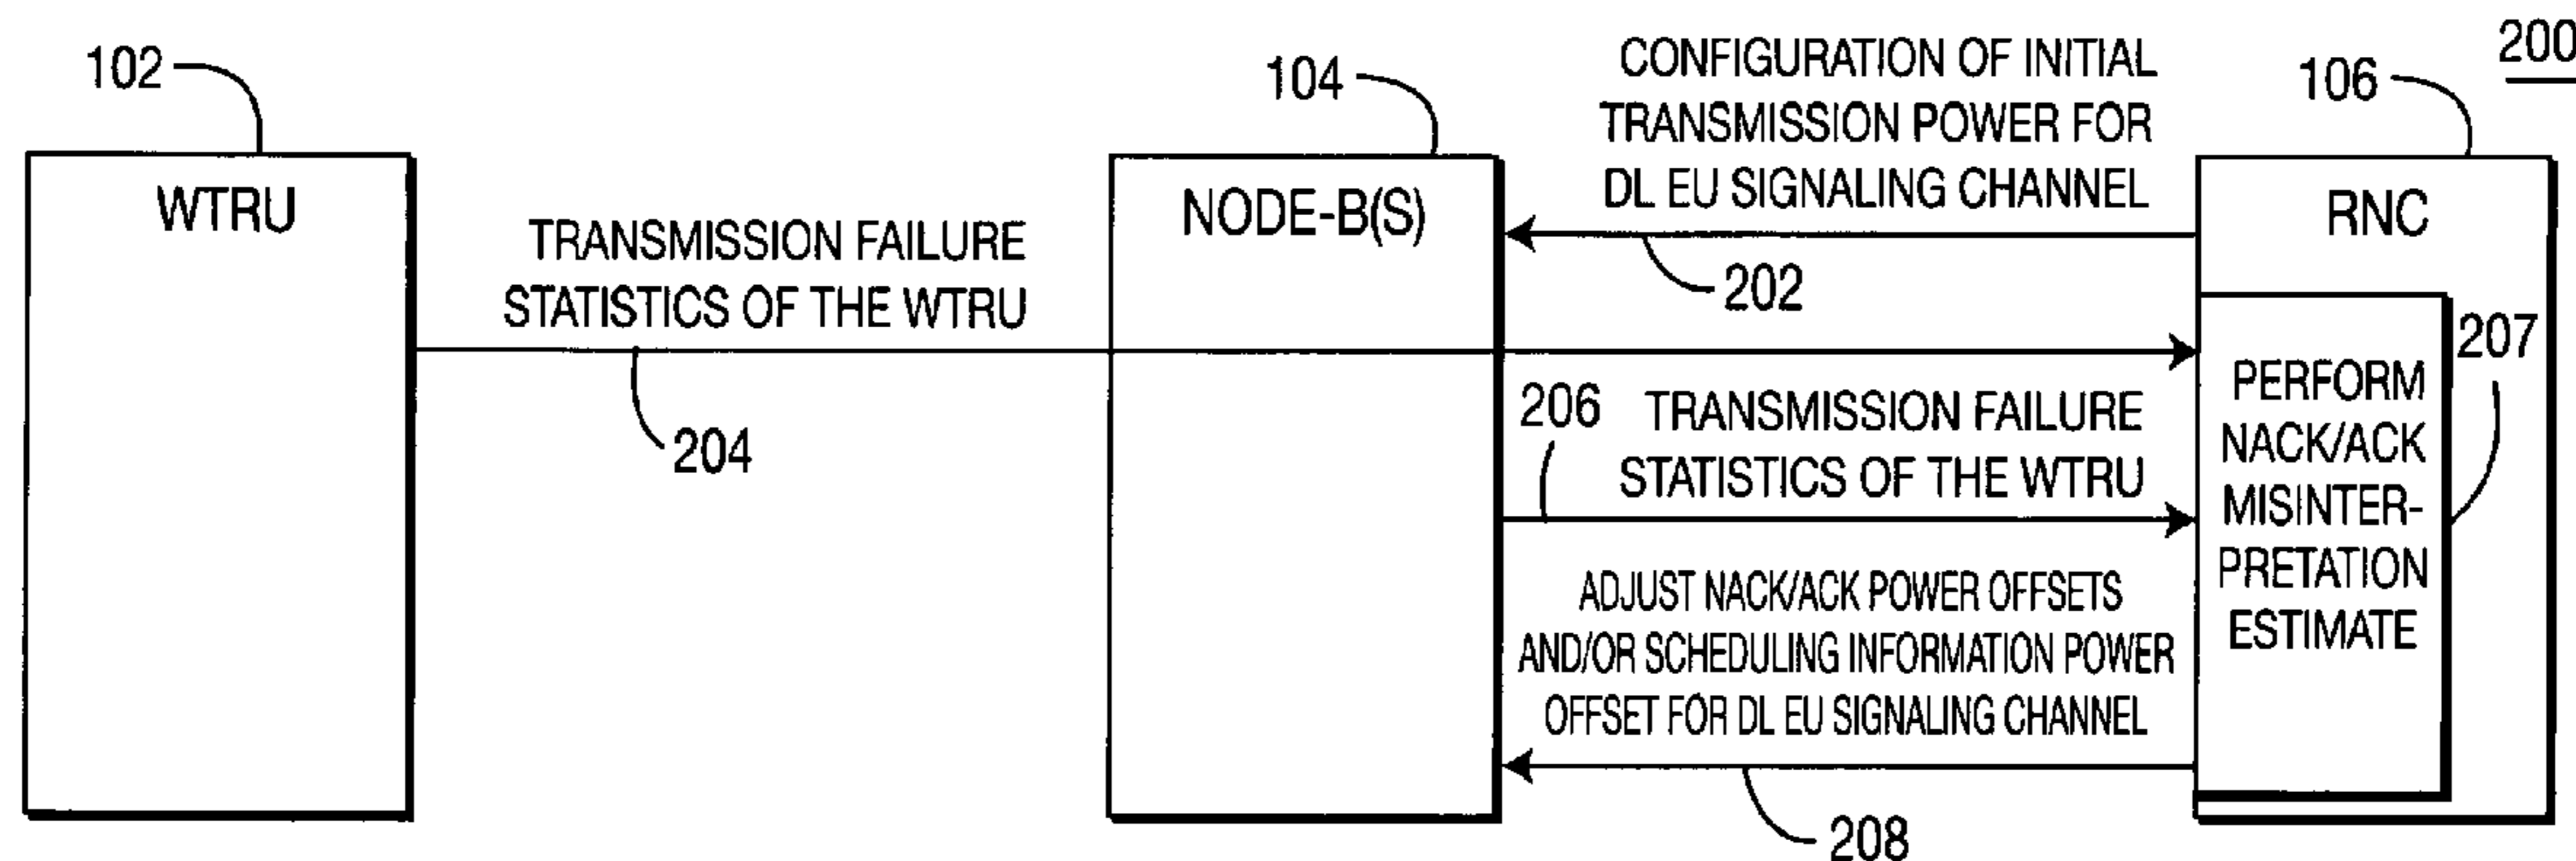 200
102
104
106
WTRU
NODE-B(S)
RNC
CONFIGURATION OF INITIAL
TRANSMISSION POWER FOR
DL EU SIGNALING CHANNEL
202
TRANSMISSION FAILURE
STATISTICS OF THE WTRU
204
206
TRANSMISSION FAILURE
STATISTICS OF THE WTRU
207
PERFORM
NACK/ACK
MISINTER-
PRETATION
ESTIMATE
ADJUST NACK/ACK POWER OFFSETS
AND/OR SCHEDULING INFORMATION POWER
OFFSET FOR DL EU SIGNALING CHANNEL
208